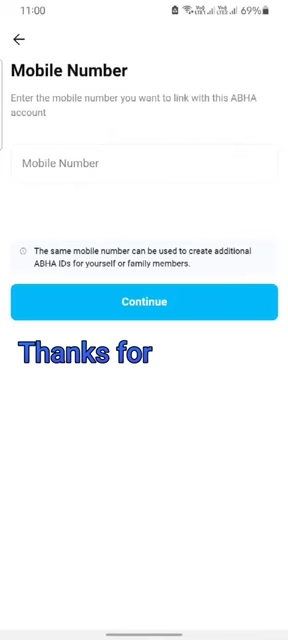 11:00
69%
Mobile Number
Enter the mobile number you want to link with this ABHA
account
Mobile Number
The same mobile number can be used to create additional
ABHA IDs for yourself or family members.
Continue
Thanks for